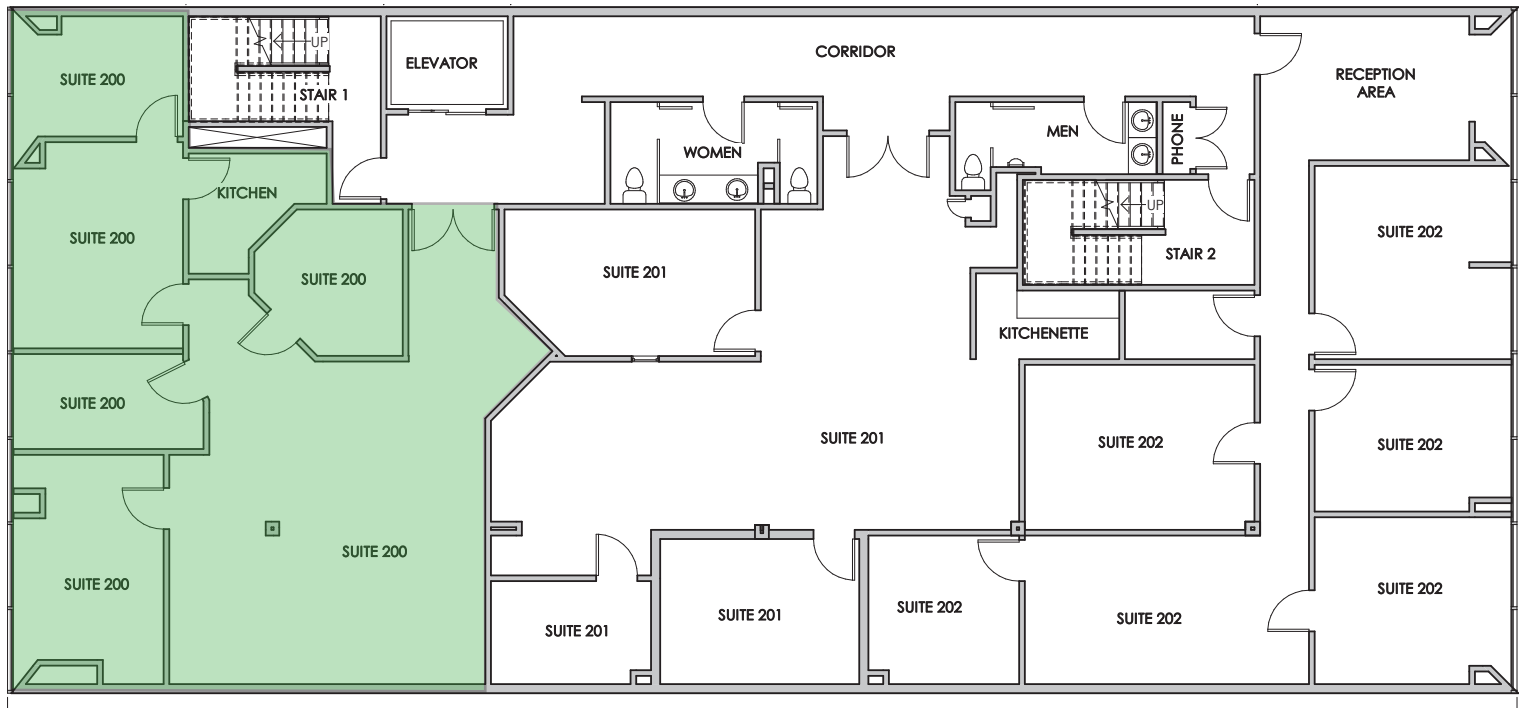 UP
CORRIDOR
ELEVATOR
SUITE 200
RECEPTION
AREA
STAIR 1
MEN
PHONE
WOMEN
KITCHEN
UP
SUITE 200
SUITE 202
STAIR 2
SUITE 201
SUITE 200
KITCHENETTE
SUITE 200
SUITE 201
SUITE 202
SUITE 202
SUITE 200
SUITE 200
SUITE 202
SUITE 202
SUITE 201
SUITE 202
SUITE 201